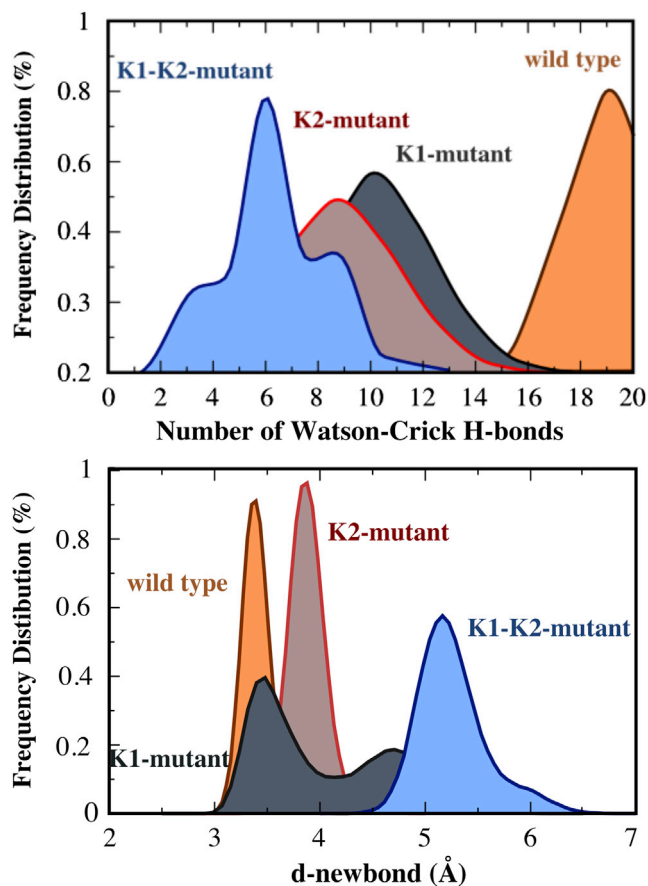 1
0.8
0.6
0.4
0.3
0.2
Frequency Distribution (%)
K1-K2-mutant
K2-mutant
K1-mutant
wild type
0 2 4 6 8 10 12 14 16 18 20
Number of Watson-Crick H-bonds
1
0.8
0.6
0.4
0.2
0
Frequency Distibution (%)
wild type
K2-mutant
K1-K2-mutant
K1-mutant
2 3 4 5 6 7
d-newbond (Å)